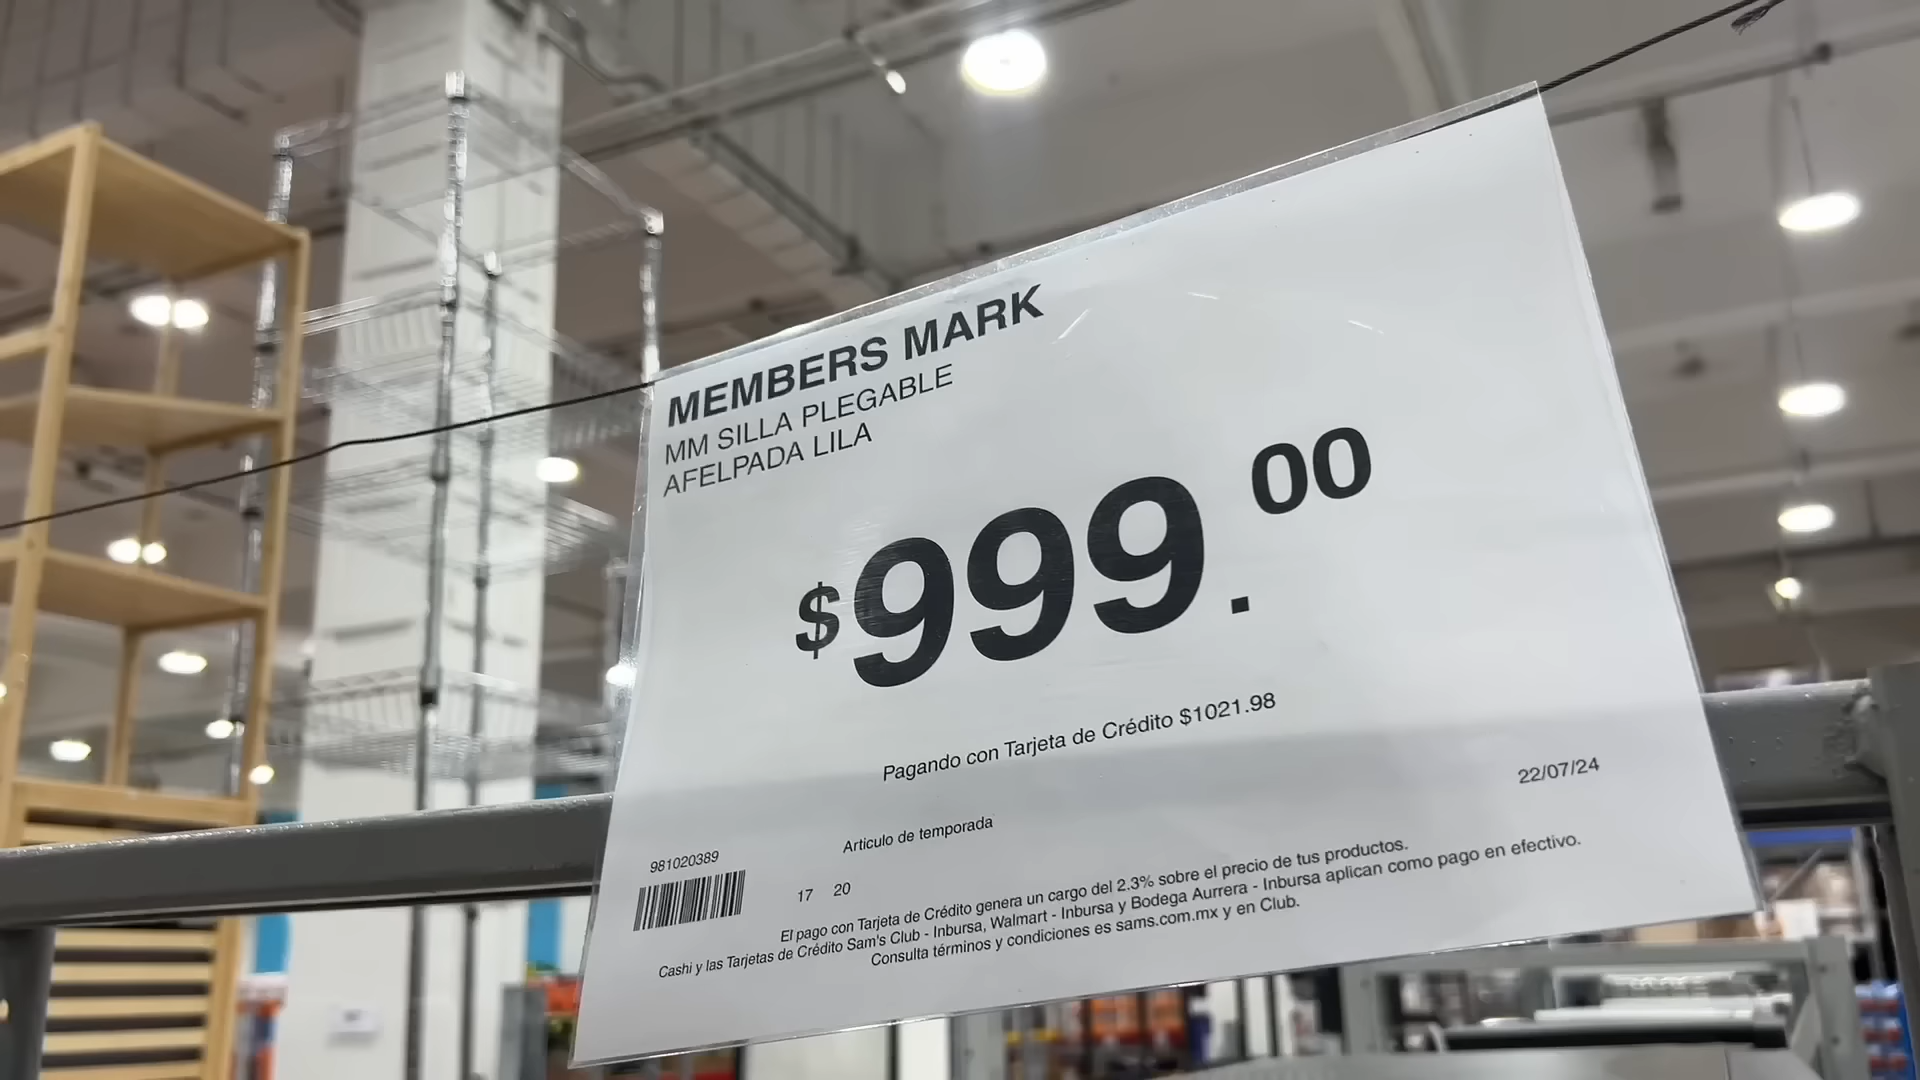 MEMBERS MARK
MM SILLA PLEGABLE
AFELPADA LILA
$999.00
Pagando con Tarjeta de Crédito $1021.98
22/07/24
Articulo de temporada
981020389
17 20
El pago con Tarjeta de Crédito genera un cargo del 2.3% sobre el precio de tus productos.
Cashi y las Tarjetas de Crédito Sam's Club - Inbursa, Walmart - Inbursa y Bodega Aurrera - Inbursa aplican como pago en efectivo.
Consulta términos y condiciones es sams.com.mx y en Club.